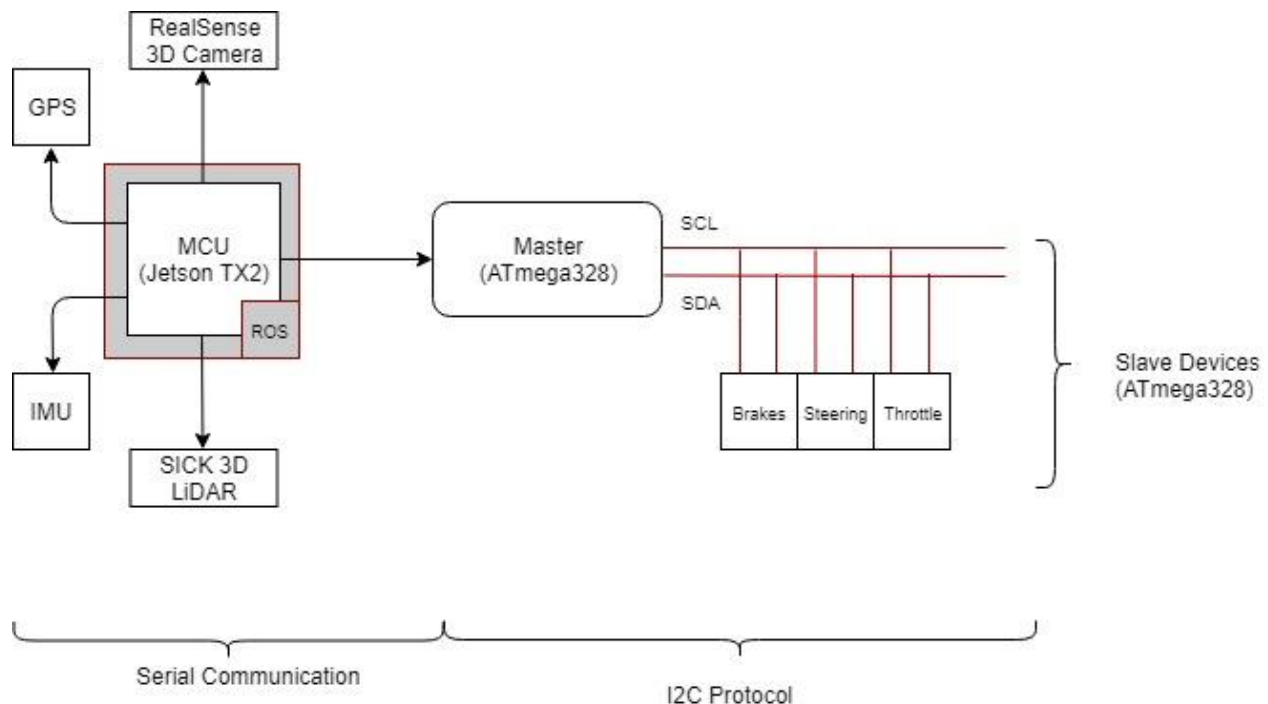 RealSense
3D Camera
GPS
MCU
(Jetson TX2)
ROS
IMU
SICK 3D
LiDAR
Master
(ATmega328)
SCL
SDA
Brakes
Steering
Throttle
Slave Devices
(ATmega328)
Serial Communication
I2C Protocol